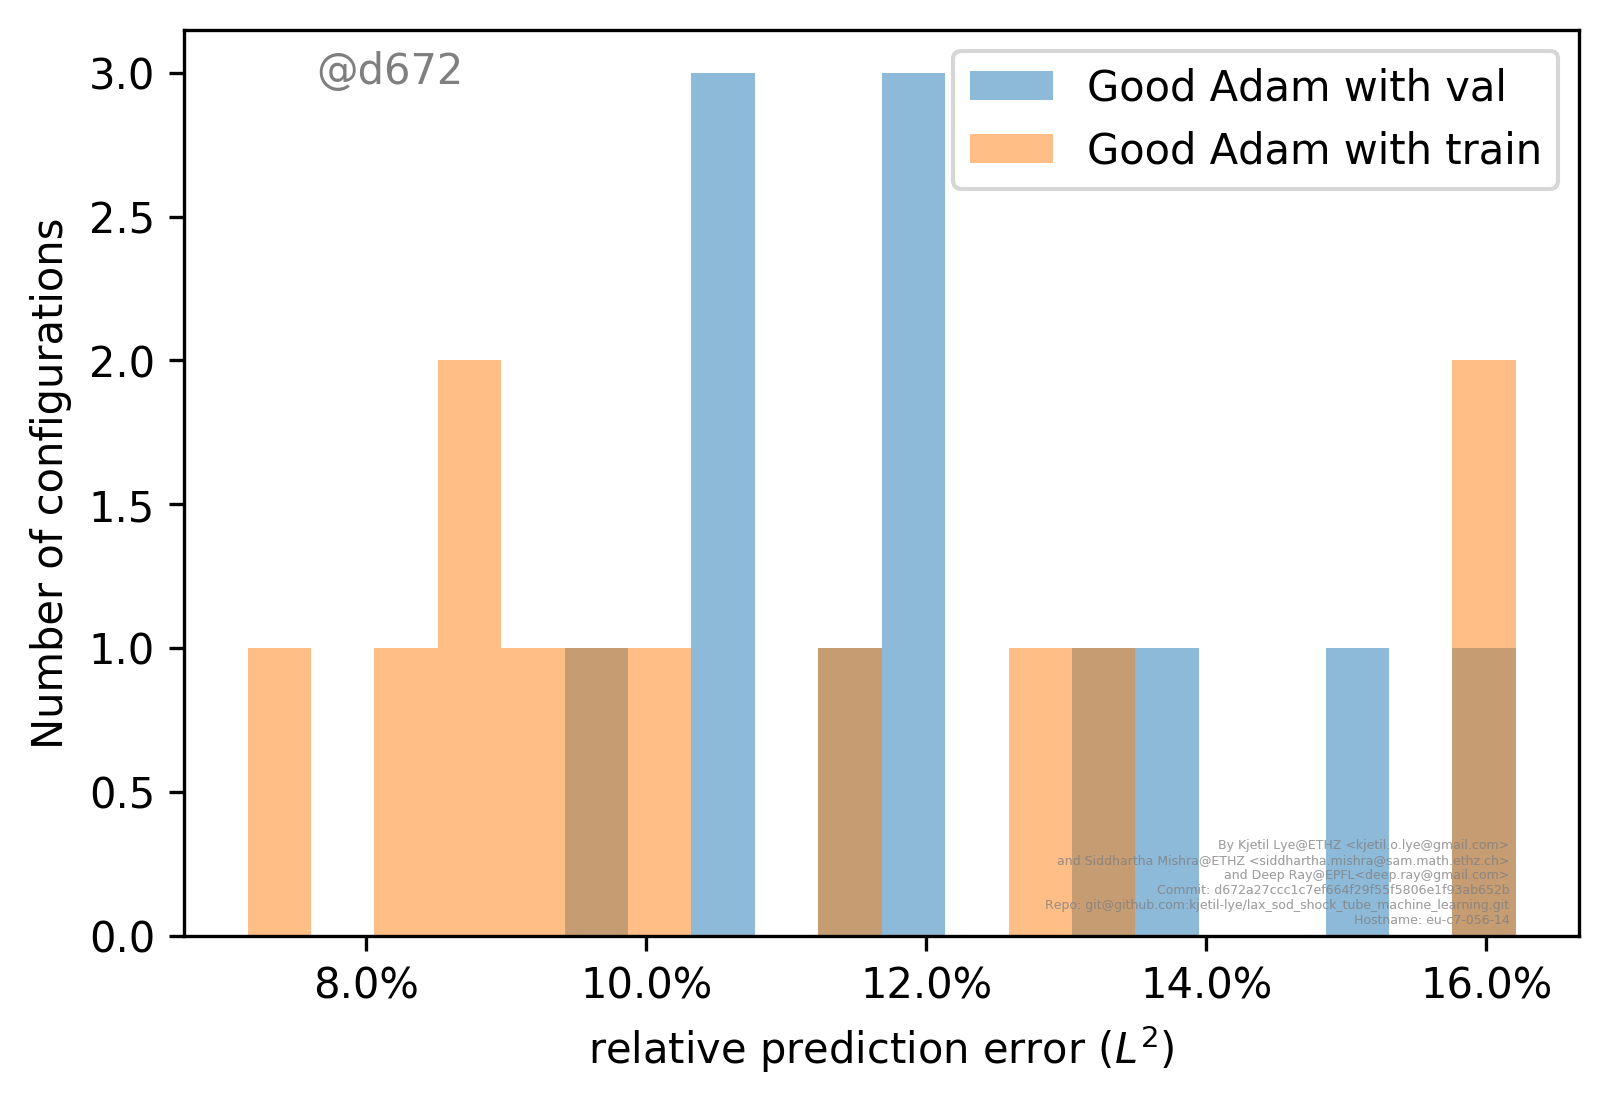 @d672
Good Adam with val
Good Adam with train
3.0
2.5
2.0
1.5
1.0
0.5
0.0
Number of configurations
8.0%
10.0%
12.0%
14.0%
16.0%
relative prediction error (L²)
By Kjetil Lye@ETHZ <kjetil.o.lye@gmail.com>
and Siddhartha Mishra@ETHZ <siddhartha.mishra@sam.math.ethz.ch>
and Deep Ray@EPFL<deep.ray@gmail.com>
Commit: d672a27ccc1c7ef664f29f55f5806e1f93ab652b
Repo: git@github.com:kjetil-lye/lax_sod_shock_tube_machine_learning.git
Hostname: eu-c7-056-14